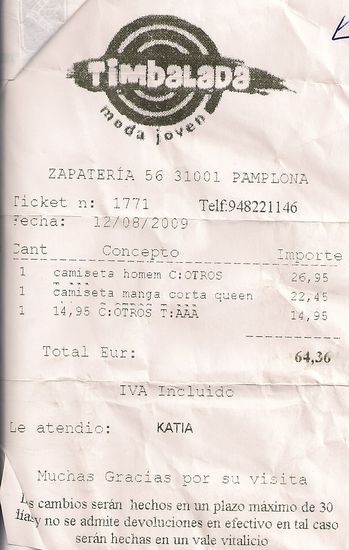 TimBaLaDa
moda joven
ZAPATERÍA 56 31001 PAMPLONA
Ticket n: 1771 Telf:948221146
Fecha: 12/08/2009
Cant Concepto Importe
1 camiseta homem C:OTROS 26,95
1 camiseta manga corta queen 22,45
1 14,95 C:OTROS T:AAA 14,95
Total Eur: 64,36
IVA Incluido
Le atendio: KATIA
Muchas Gracias por su visita
Los cambios serán hechos en un plazo máximo de 30
días y no se admite devoluciones en efectivo en tal caso
serán hechas en un vale vitalicio